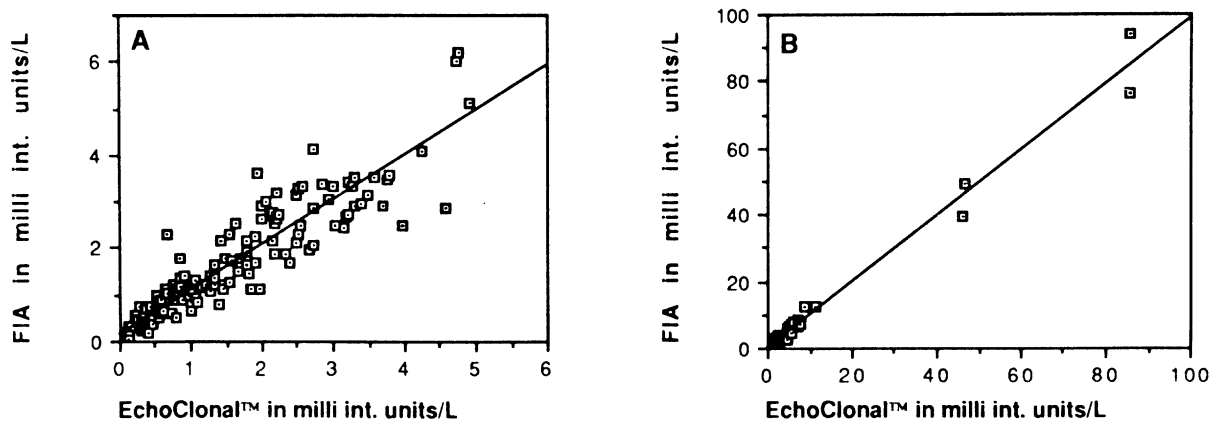 A
FIA in milli int. units/L
6
4
2
0
0 1 2 3 4 5 6
EchoClonal™ in milli int. units/L
B
FIA in milli int. units/L
100
80
60
40
20
0
0 20 40 60 80 100
EchoClonal™ in milli int. units/L